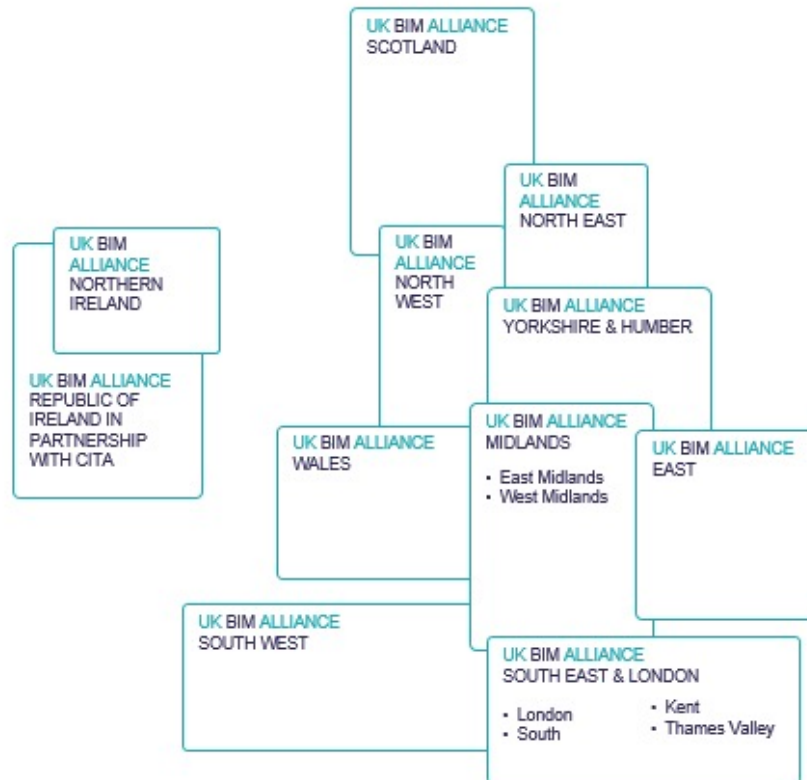 UK BIM ALLIANCE
SCOTLAND
UK BIM
ALLIANCE
NORTH EAST
UK BIM
ALLIANCE
NORTHERN
IRELAND
UK BIM
ALLIANCE
NORTH
WEST
UK BIM ALLIANCE
YORKSHIRE & HUMBER
UK BIM ALLIANCE
REPUBLIC OF
IRELAND IN
PARTNERSHIP
WITH CITA
UK BIM ALLIANCE
WALES
UK BIM ALLIANCE
MIDLANDS
• East Midlands
• West Midlands
UK BIM ALLIANCE
EAST
UK BIM ALLIANCE
SOUTH WEST
UK BIM ALLIANCE
SOUTH EAST & LONDON
• London
• South
• Kent
• Thames Valley